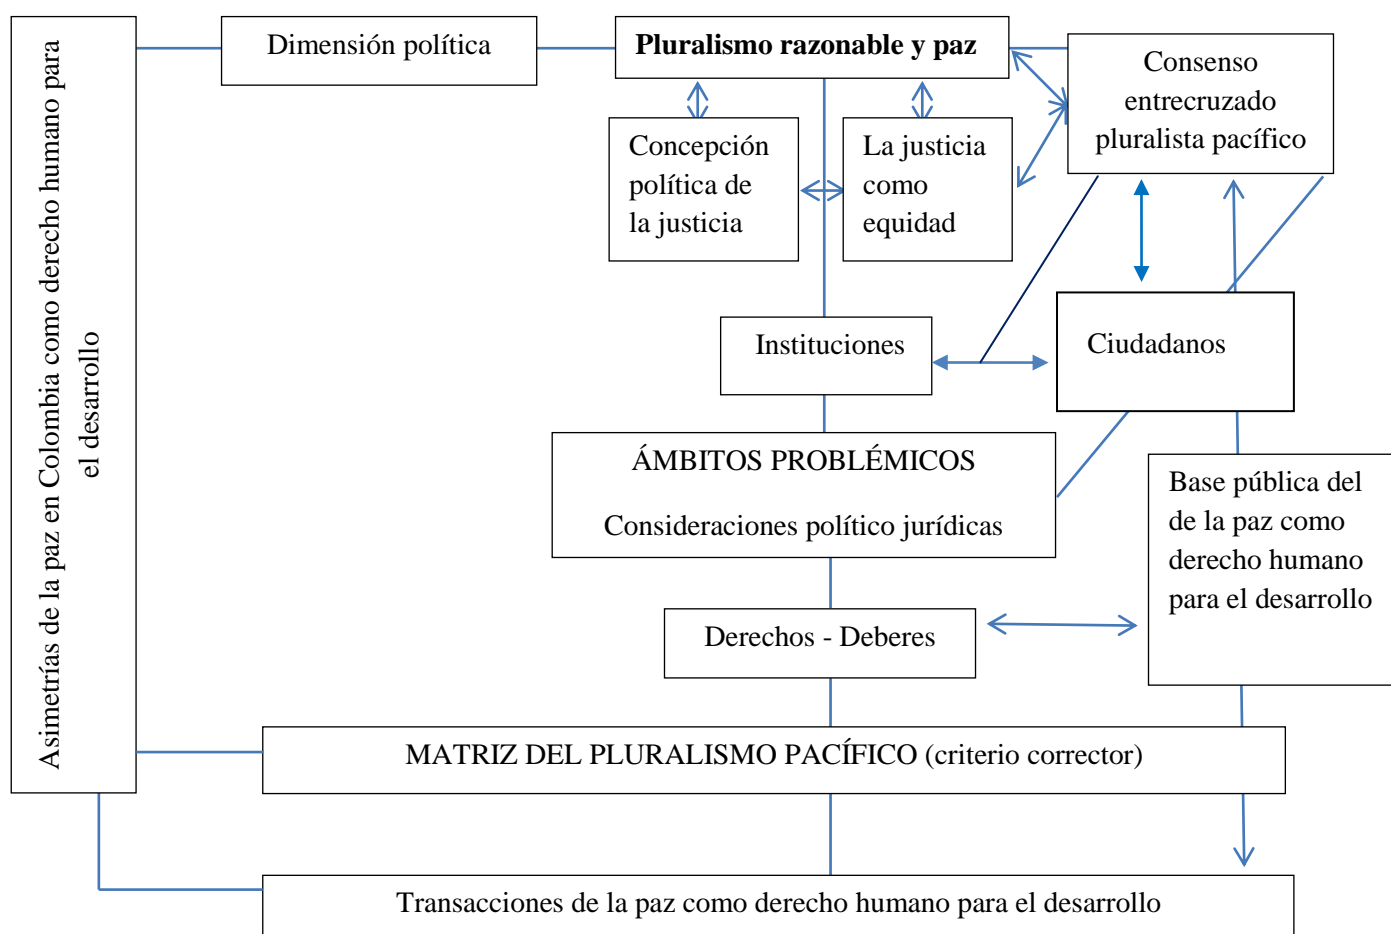 Asimetrías de la paz en Colombia como derecho humano para
el desarrollo
Dimensión política
Pluralismo razonable y paz
Consenso
entrecruzado
pluralista pacífico
Concepción
política de
la justicia
La justicia
como
equidad
Instituciones
Ciudadanos
ÁMBITOS PROBLÉMICOS
Consideraciones político jurídicas
Base pública del
de la paz como
derecho humano
para el desarrollo
Derechos - Deberes
MATRIZ DEL PLURALISMO PACÍFICO (criterio corrector)
Transacciones de la paz como derecho humano para el desarrollo